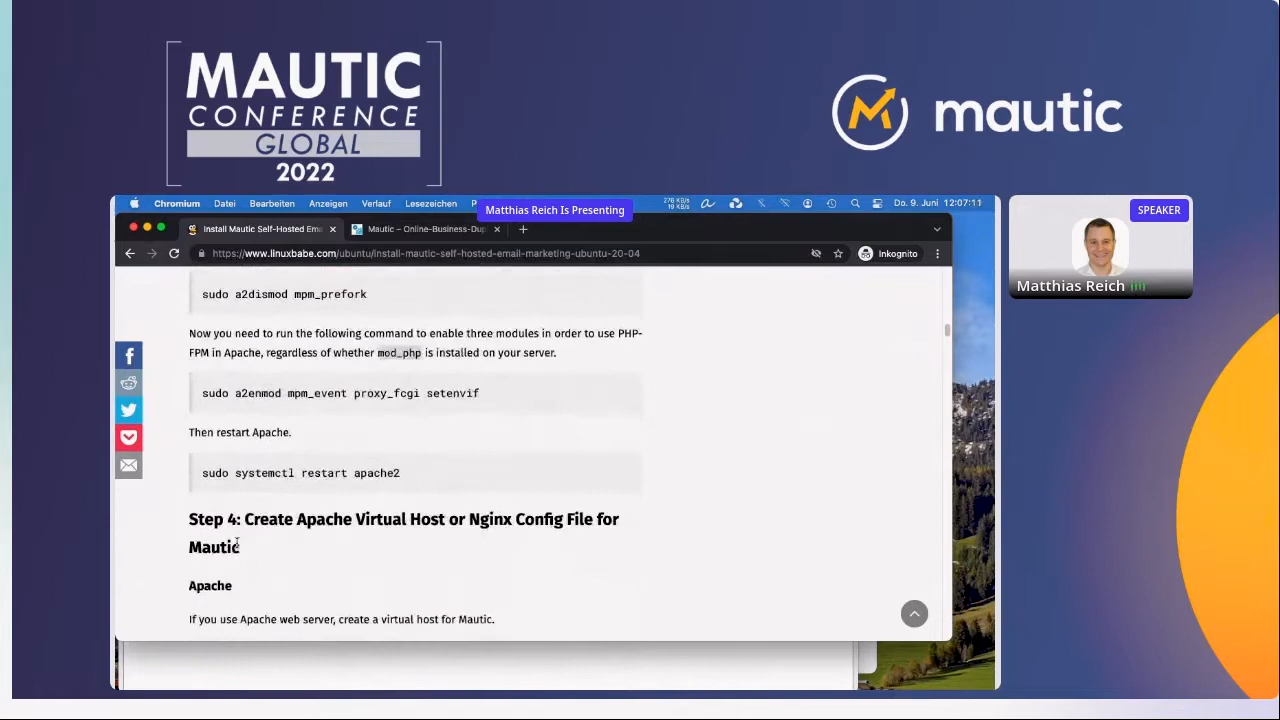 MAUTIC
CONFERENCE
GLOBAL
2022
mautic
Chromium Datei Bearbeiten Anzeigen Verlauf Lesezeichen P
Matthias Reich Is Presenting
278 KB/s
19 KB/s
Do. 9. Juni 12:07:11
Install Mautic Self-Hosted Ema
Mautic – Online-Business-Dup
https://www.linuxbabe.com/ubuntu/install-mautic-self-hosted-email-marketing-ubuntu-20-04
Inkognito
SPEAKER
Matthias Reich
sudo a2dismod mpm_prefork
Now you need to run the following command to enable three modules in order to use PHP-
FPM in Apache, regardless of whether mod_php is installed on your server.
sudo a2enmod mpm_event proxy_fcgi setenvif
Then restart Apache.
sudo systemctl restart apache2
Step 4: Create Apache Virtual Host or Nginx Config File for
Mautic
Apache
If you use Apache web server, create a virtual host for Mautic.